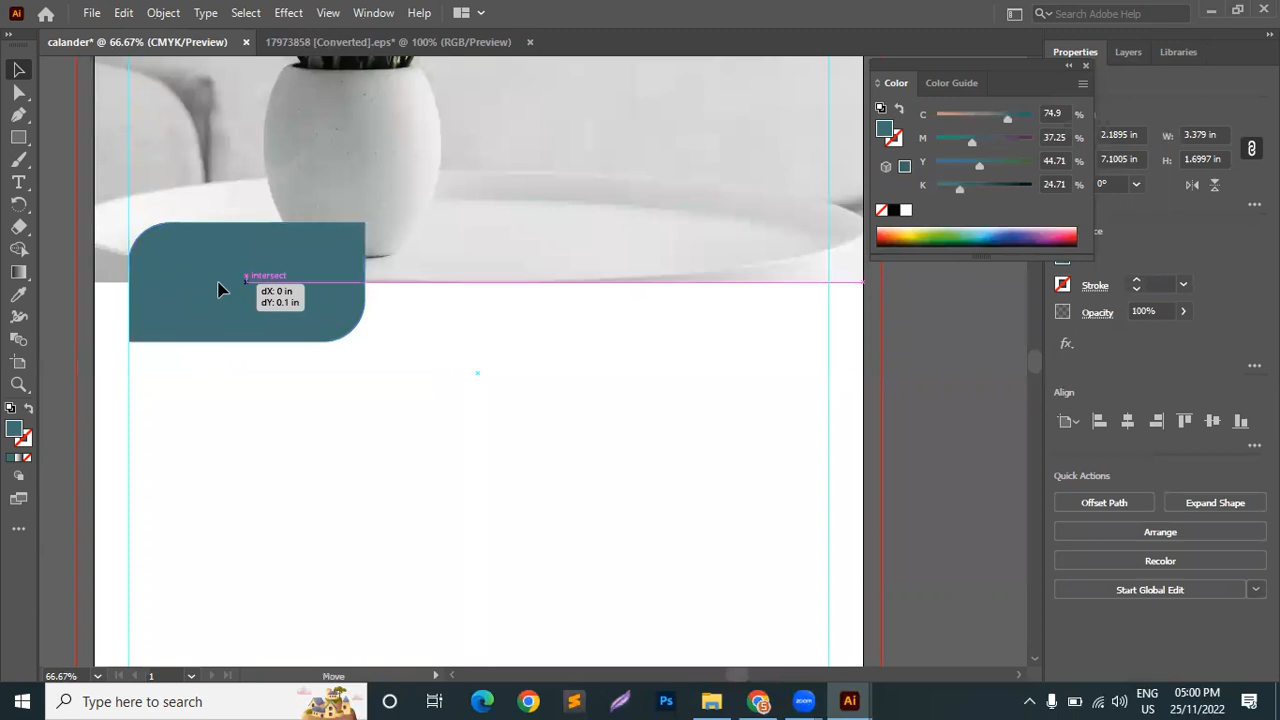 Ai File Edit Object Type Select Effect View Window Help Search Adobe Help
calander* @ 66.67% (CMYK/Preview) × 17973858 [Converted].eps* @ 100% (RGB/Preview) ×
Properties Layers Libraries
Color Color Guide
C 74.9 %
M 37.25 %
Y 44.71 %
K 24.71 %
2.1895 in W: 3.379 in
7.1005 in H: 1.6997 in
0°
intersect
dX: 0 in
dY: 0.1 in
Stroke
Opacity 100%
fx
Align
Quick Actions
Offset Path Expand Shape
Arrange
Recolor
Start Global Edit
66.67% 1 Move
Type here to search
Ps Ai
ENG 05:00 PM
US 25/11/2022